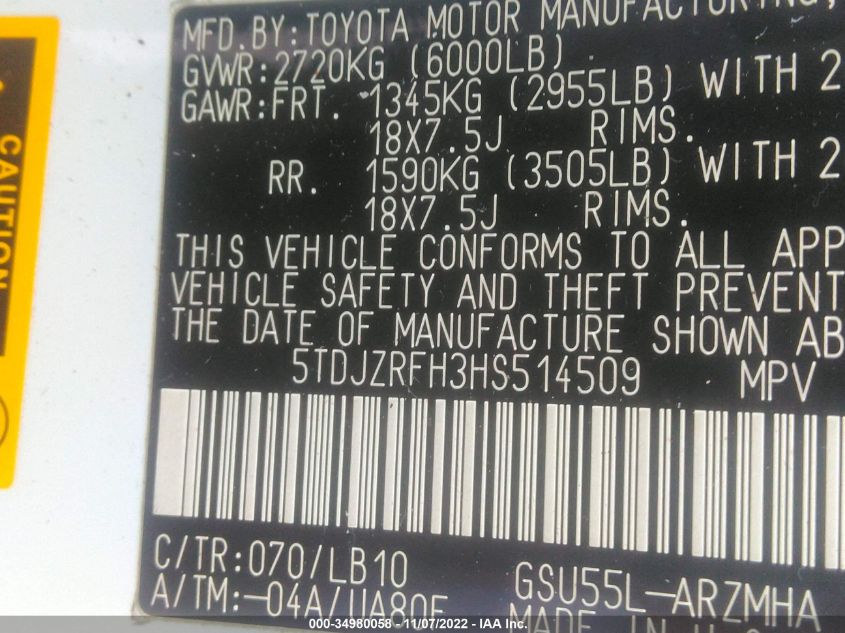 MFD. BY: TOYOTA MOTOR MANUFACTURING,
GVWR: 2720KG (6000LB)
GAWR: FRT. 1345KG (2955LB) WITH 2
18X7.5J RIMS.
RR. 1590KG (3505LB) WITH 2
18X7.5J RIMS.
THIS VEHICLE CONFORMS TO ALL APP
VEHICLE SAFETY AND THEFT PREVENT
THE DATE OF MANUFACTURE SHOWN AB
5TDJZRFH3HS514509 MPV
C/TR: 070/LB10
GSU55L-ARZMHA
A/TM: -04A/UA80F
MADE IN U.S
CAUTION
000-34980058 - 11/07/2022 - IAA Inc.